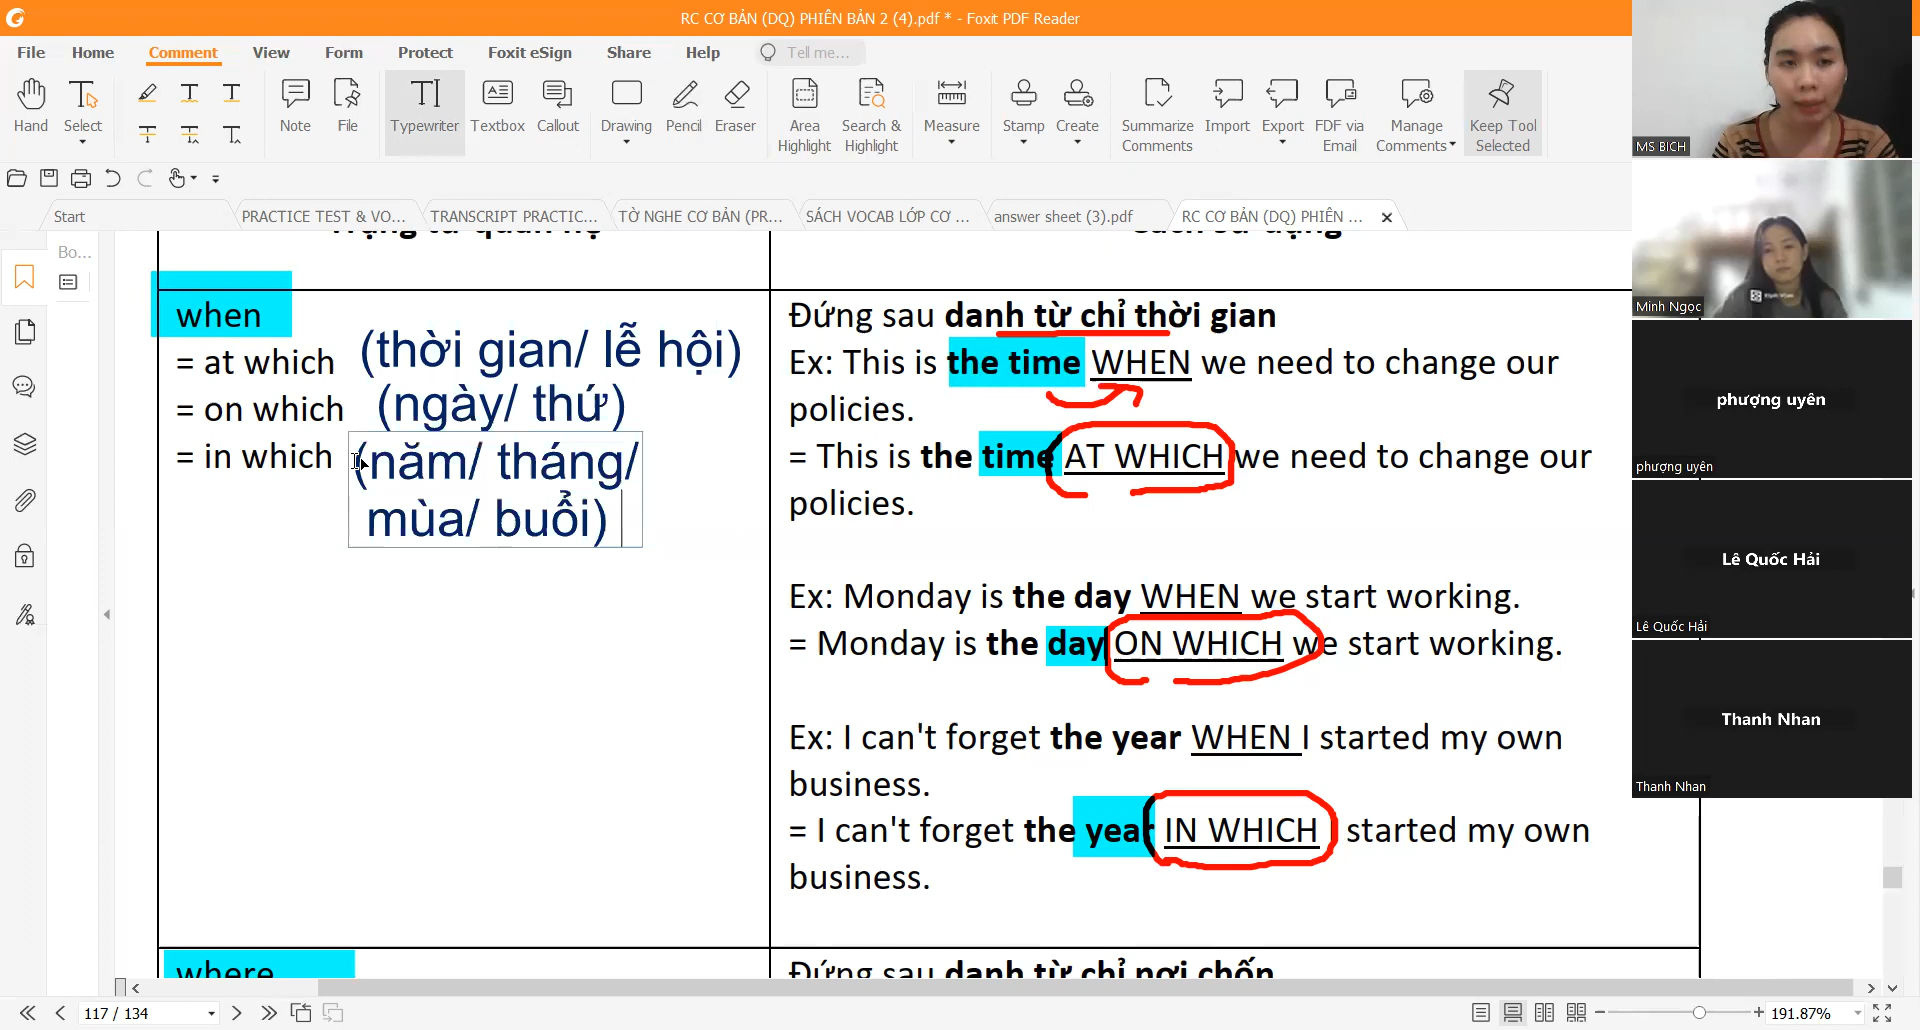 RC CƠ BẢN (DQ) PHIÊN BẢN 2 (4).pdf * - Foxit PDF Reader
File Home Comment View Form Protect Foxit eSign Share Help Tell me...
Hand Select Note File Typewriter Textbox Callout Drawing Pencil Eraser Area Highlight Search & Highlight Measure Stamp Create Summarize Comments Import Export FDF via Email Manage Comments Keep Tool Selected
Start PRACTICE TEST & VO... TRANSCRIPT PRACTIC... TỜ NGHE CƠ BẢN (PR... SÁCH VOCAB LỚP CƠ ... answer sheet (3).pdf RC CƠ BẢN (DQ) PHIÊN ...
Bo...
when
= at which (thời gian/ lễ hội)
= on which (ngày/ thứ)
= in which (năm/ tháng/
mùa/ buổi)
Đứng sau danh từ chỉ thời gian
Ex: This is the time WHEN we need to change our
policies.
= This is the time AT WHICH we need to change our
policies.
Ex: Monday is the day WHEN we start working.
= Monday is the day ON WHICH we start working.
Ex: I can't forget the year WHEN I started my own
business.
= I can't forget the year IN WHICH started my own
business.
where
Đứng sau danh từ chỉ nơi chốn
MS BICH
Minh Ngọc
phượng uyên
phượng uyên
Lê Quốc Hải
Lê Quốc Hải
Thanh Nhan
Thanh Nhan
117 / 134
191.87%